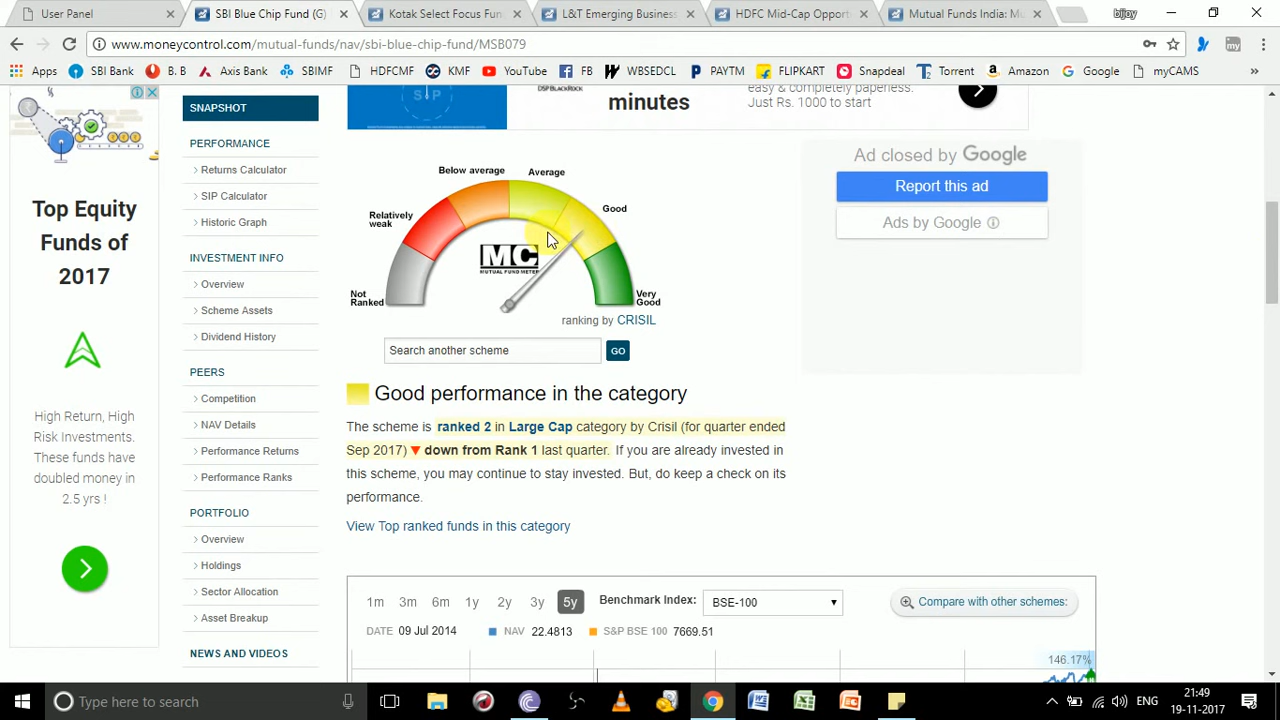 User Panel
SBI Blue Chip Fund (G)
Kotak Select Focus Fun
L&T Emerging Business
HDFC Mid-Cap Opport
Mutual Funds India: Mu
bijoy
www.moneycontrol.com/mutual-funds/nav/sbi-blue-chip-fund/MSB079
my
Apps
SBI Bank
B. B
Axis Bank
SBIMF
HDFCMF
KMF
YouTube
FB
WBSEDCL
PAYTM
FLIPKART
Snapdeal
Torrent
Amazon
Google
myCAMS
»
Top Equity
Funds of
2017
High Return, High
Risk Investments.
These funds have
doubled money in
2.5 yrs !
SNAPSHOT
PERFORMANCE
Returns Calculator
SIP Calculator
Historic Graph
INVESTMENT INFO
Overview
Scheme Assets
Dividend History
PEERS
Competition
NAV Details
Performance Returns
Performance Ranks
PORTFOLIO
Overview
Holdings
Sector Allocation
Asset Breakup
NEWS AND VIDEOS
S I P
DSP BLACKROCK
minutes
easy & completely paperless.
Just Rs. 1000 to start
Below average
Average
Relatively
weak
Good
MC
MUTUAL FUND METER
Not
Ranked
Very
Good
ranking by CRISIL
Search another scheme
GO
Ad closed by Google
Report this ad
Ads by Google
Good performance in the category
The scheme is ranked 2 in Large Cap category by Crisil (for quarter ended
Sep 2017) ▼ down from Rank 1 last quarter. If you are already invested in
this scheme, you may continue to stay invested. But, do keep a check on its
performance.
View Top ranked funds in this category
1m 3m 6m 1y 2y 3y 5y
Benchmark Index: BSE-100
Compare with other schemes:
DATE 09 Jul 2014 NAV 22.4813 S&P BSE 100 7669.51
146.17%
Type here to search
ENG
21:49
19-11-2017